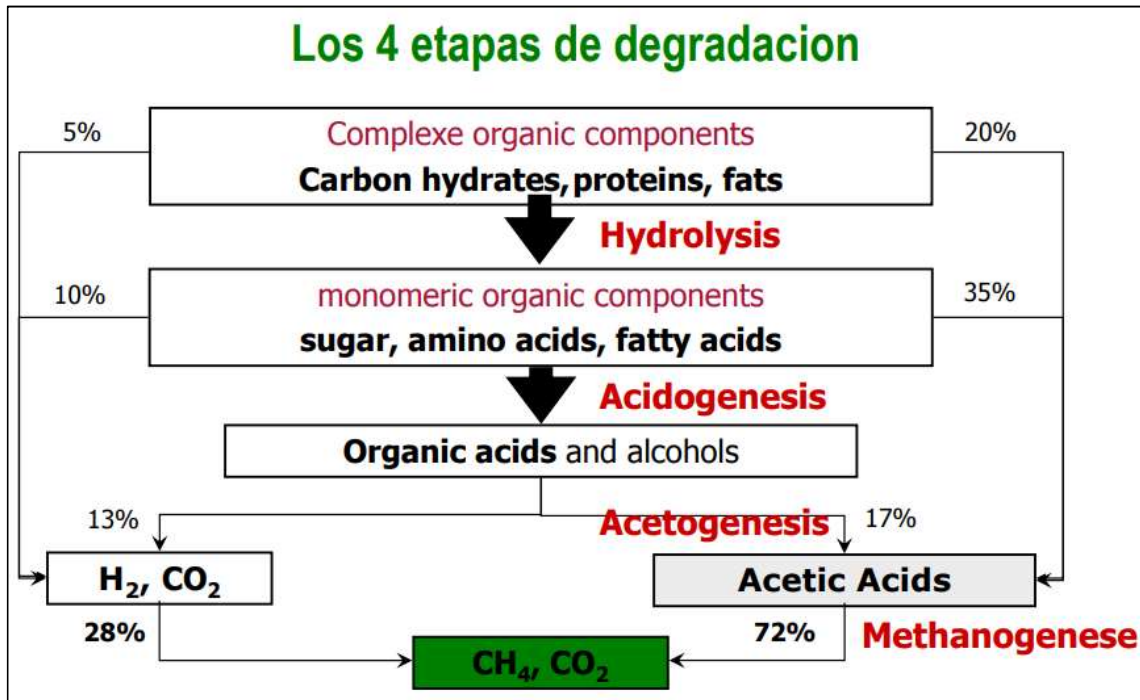 Los 4 etapas de degradacion
5%
Complexe organic components
20%
Carbon hydrates, proteins, fats
Hydrolysis
10%
monomeric organic components
35%
sugar, amino acids, fatty acids
Acidogenesis
Organic acids and alcohols
13%
Acetogenesis
17%
H₂, CO₂
Acetic Acids
28%
72%
Methanogenese
CH₄, CO₂